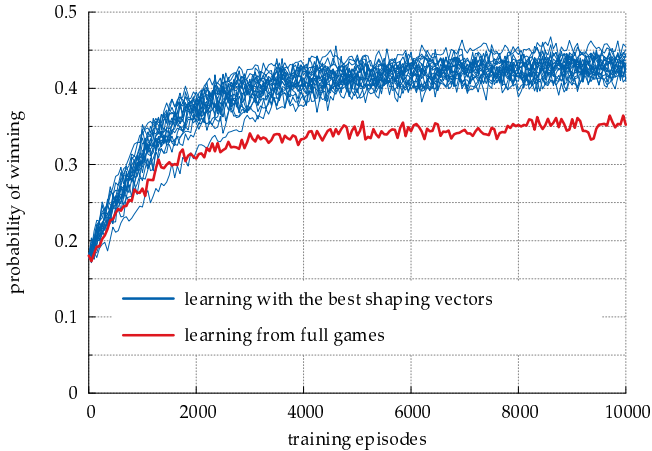 0.5
0.4
0.3
0.2
0.1
0
probability of winning
learning with the best shaping vectors
learning from full games
0 2000 4000 6000 8000 10000
training episodes